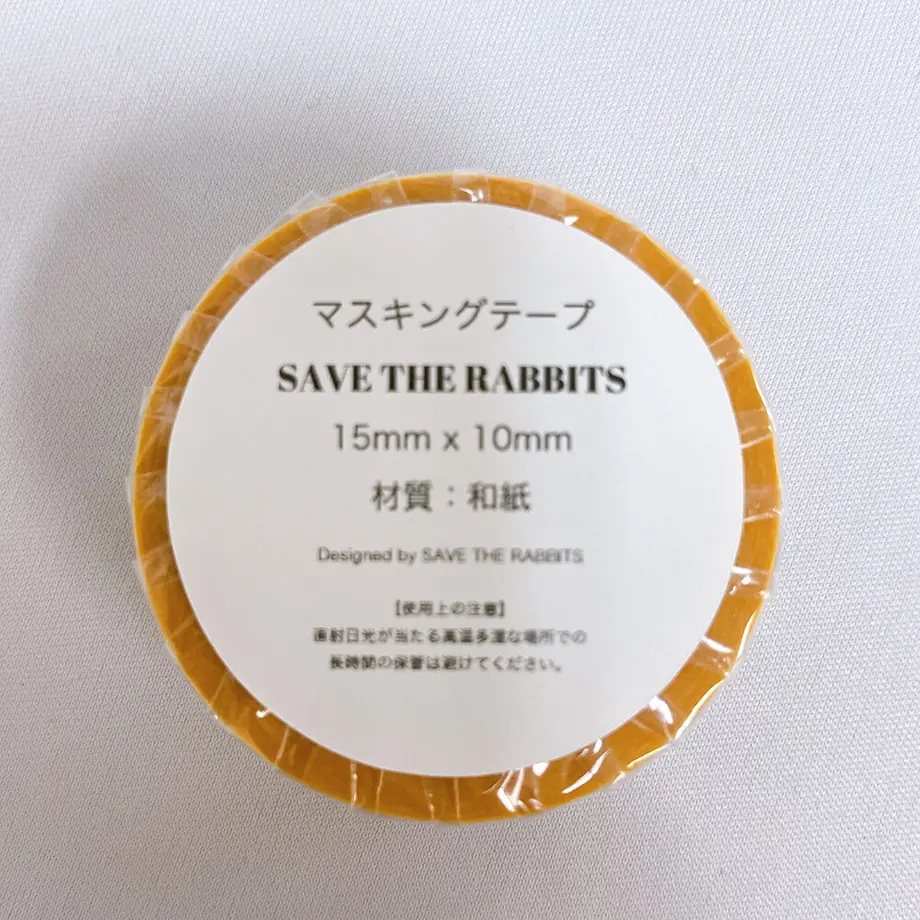 マスキングテープ
SAVE THE RABBITS
15mm x 10mm
材質：和紙
Designed by SAVE THE RABBITS
【使用上の注意】
直射日光が当たる高温多湿な場所での
長時間の保管は避けてください。